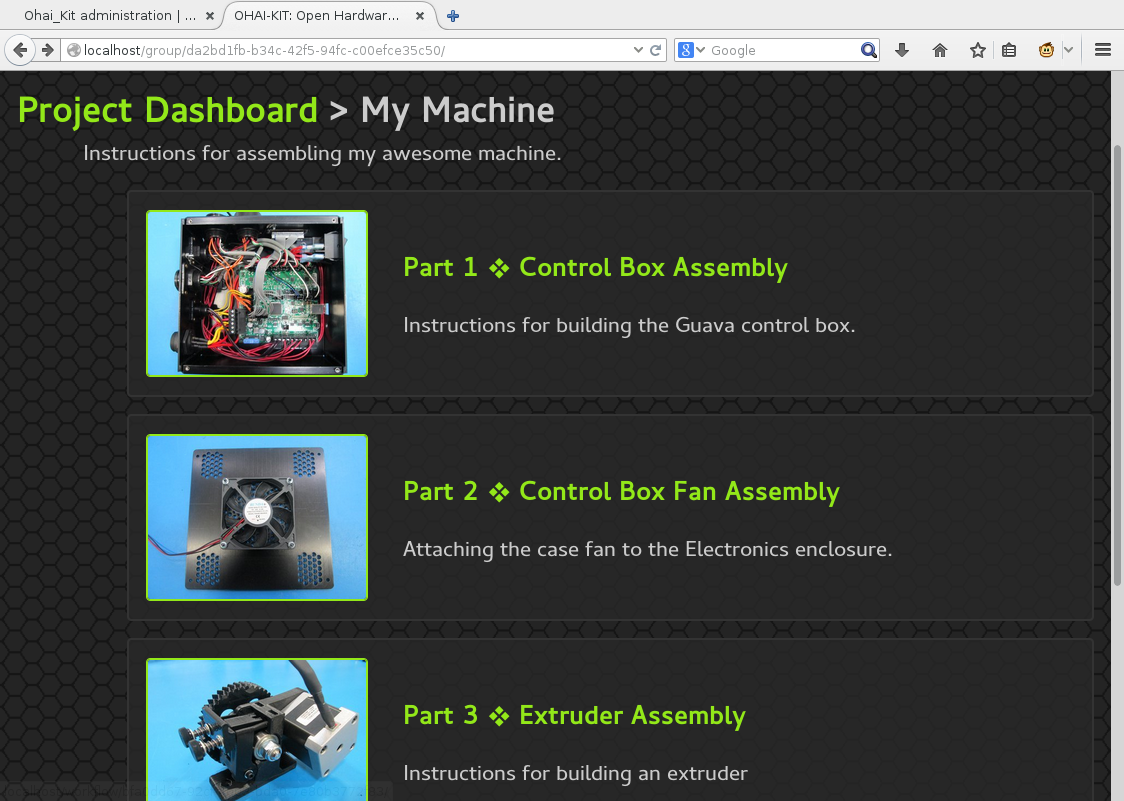 Ohai_Kit administration | ...
OHAI-KIT: Open Hardwar...
localhost/group/da2bd1fb-b34c-42f5-94fc-c00efce35c50/
8
Google
Project Dashboard > My Machine
Instructions for assembling my awesome machine.
Part 1 ❖ Control Box Assembly
Instructions for building the Guava control box.
Part 2 ❖ Control Box Fan Assembly
Attaching the case fan to the Electronics enclosure.
Part 3 ❖ Extruder Assembly
Instructions for building an extruder